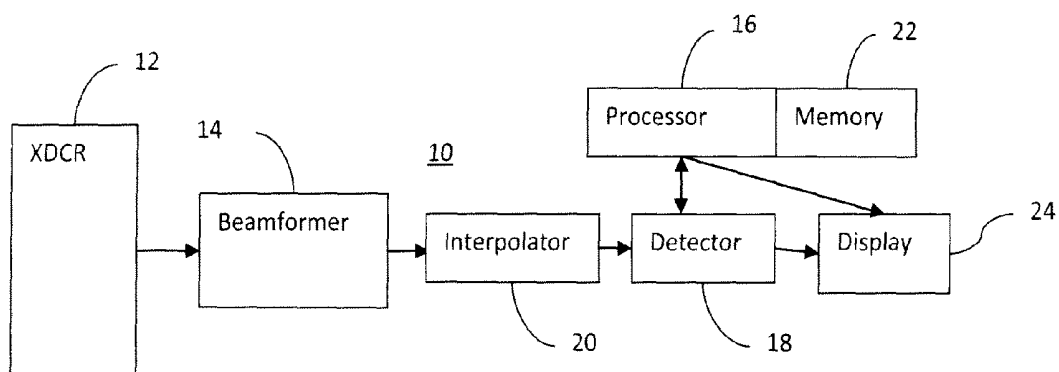 16
22
12
Processor
Memory
XDCR
14
10
Beamformer
24
Interpolator
Detector
Display
20
18